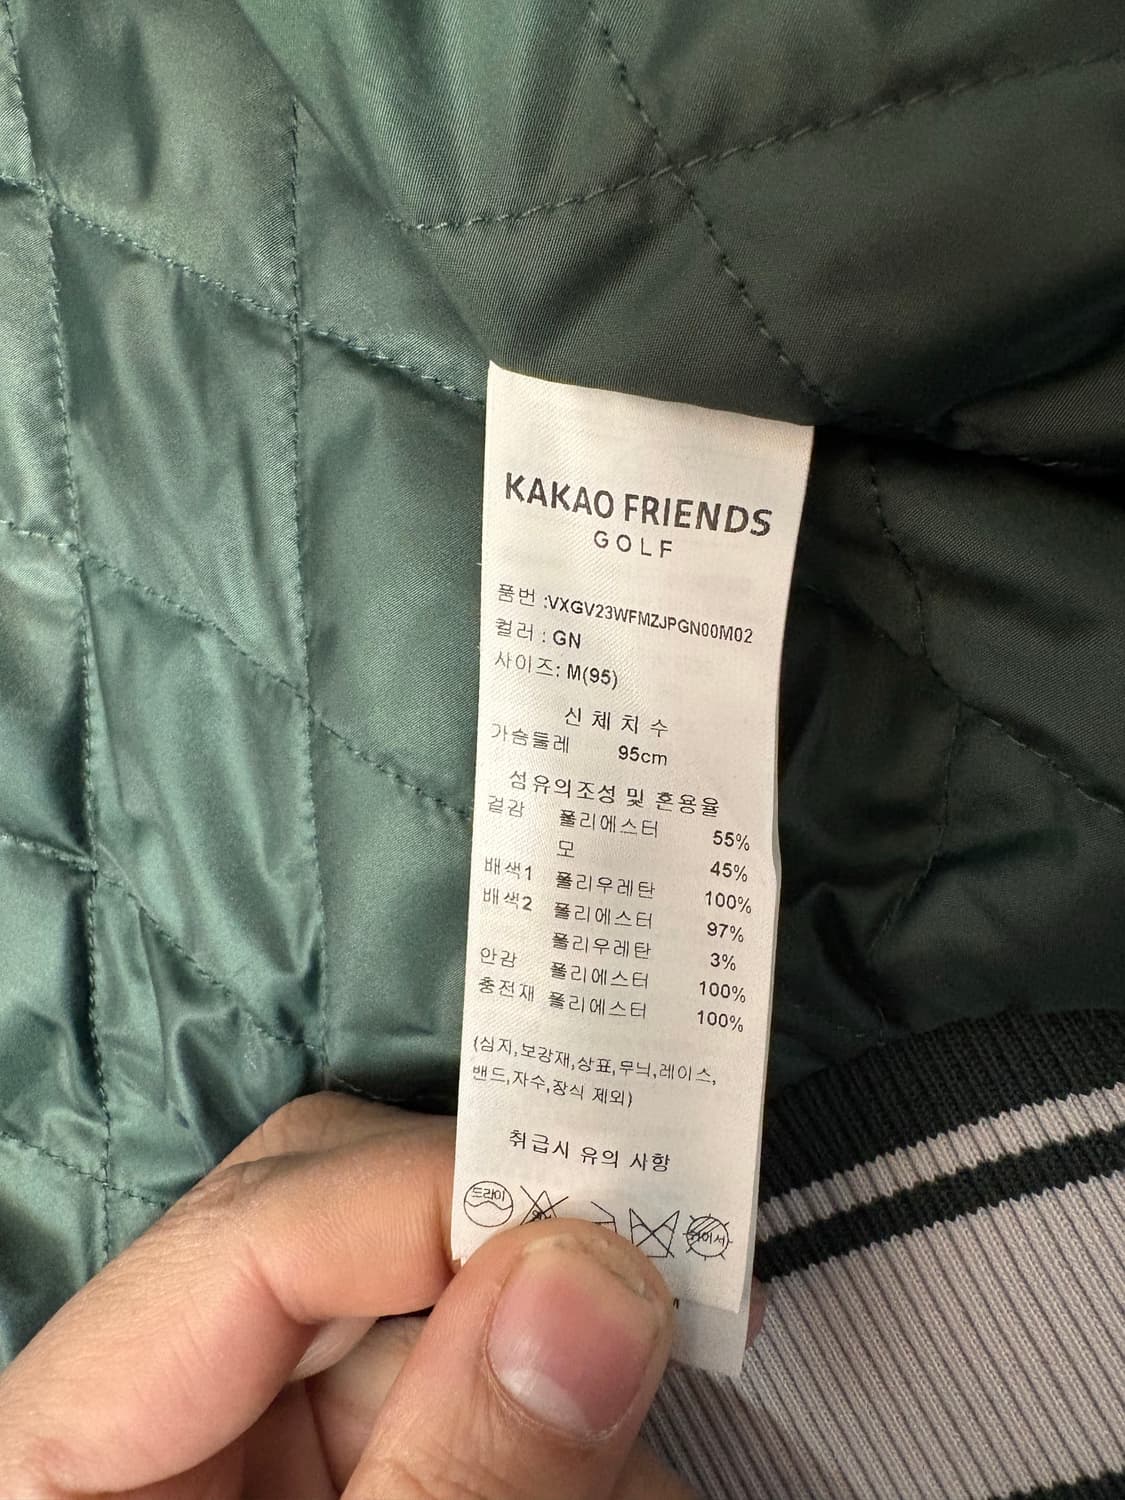 KAKAO FRIENDS
GOLF
품번 :VXGV23WFMZJPGN00M02
컬러 : GN
사이즈: M(95)
신 체 치 수
가슴둘레 95cm
섬유의조성 및 혼용율
겉감 폴리에스터 55%
모 45%
배색1 폴리우레탄 100%
배색2 폴리에스터 97%
폴리우레탄 3%
안감 폴리에스터 100%
충전재 폴리에스터 100%
(심지,보강재,상표,무늬,레이스,
밴드,자수,장식 제외)
취급시 유의 사항
드라이